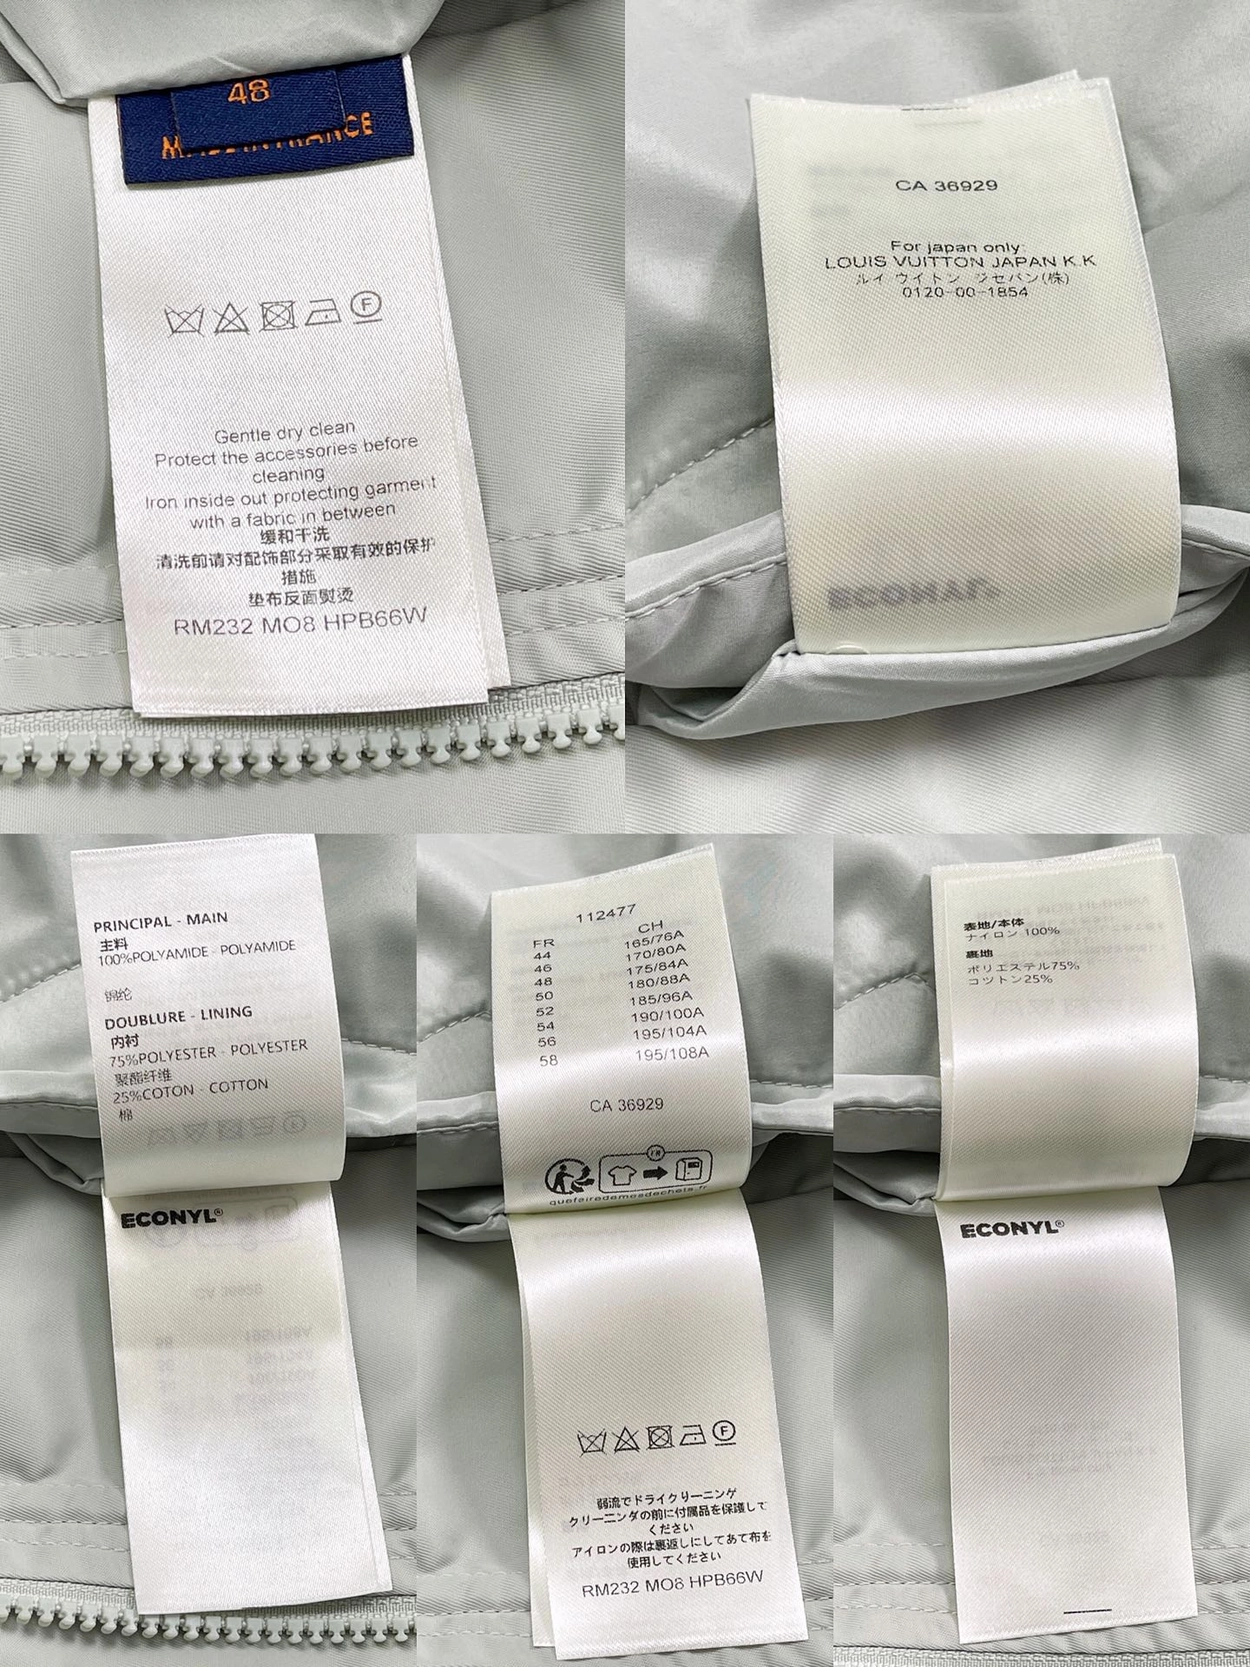 48
MADE IN FRANCE
F
Gentle dry clean
Protect the accessories before
cleaning
Iron inside out protecting garment
with a fabric in between
缓和干洗
清洗前请对配饰部分采取有效的保护
措施
垫布反面熨烫
RM232 MO8 HPB66W
CA 36929
For japan only:
LOUIS VUITTON JAPAN K.K
ルイ ウイトン ジセパン(株)
0120-00-1854
PRINCIPAL - MAIN
主料
100%POLYAMIDE - POLYAMIDE
锦纶
DOUBLURE - LINING
内衬
75%POLYESTER - POLYESTER
聚酯纤维
25%COTON - COTTON
棉
ECONYL®
112477
FR CH
44 165/76A
46 170/80A
48 175/84A
50 180/88A
52 185/96A
54 190/100A
56 195/104A
58 195/108A
CA 36929
FR
quefairedemesdechets.fr
F
弱流でドライクりーニング
クリーニンダの前に付属品を保護して
ください
アイロンの際は裏返しにしてあて布を
使用してください
RM232 MO8 HPB66W
表地/本体
ナイロン 100%
裏地
ポリエステル75%
コツトン25%
ECONYL®